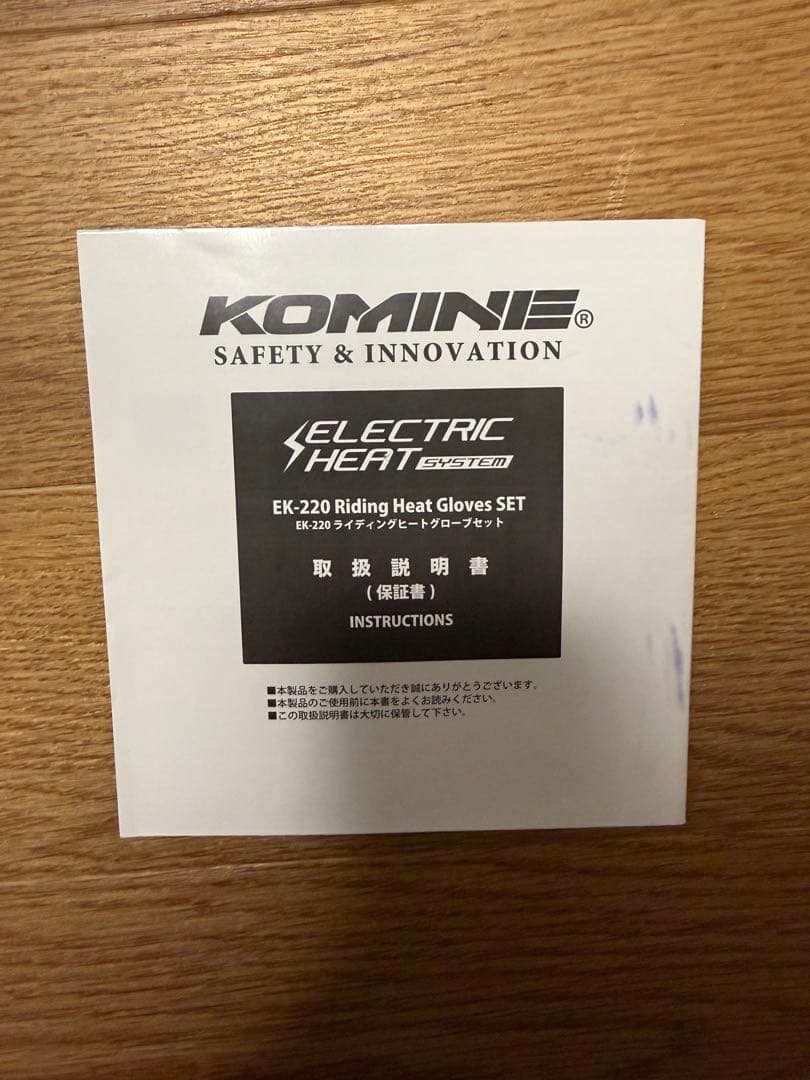 KOMINE®
SAFETY & INNOVATION
ELECTRIC
HEAT SYSTEM
EK-220 Riding Heat Gloves SET
EK-220 ライディングヒートグローブセット
取扱説明書
(保証書)
INSTRUCTIONS
■本製品をご購入していただき誠にありがとうございます。
■本製品のご使用前に本書をよくお読みください。
■この取扱説明書は大切に保管して下さい。